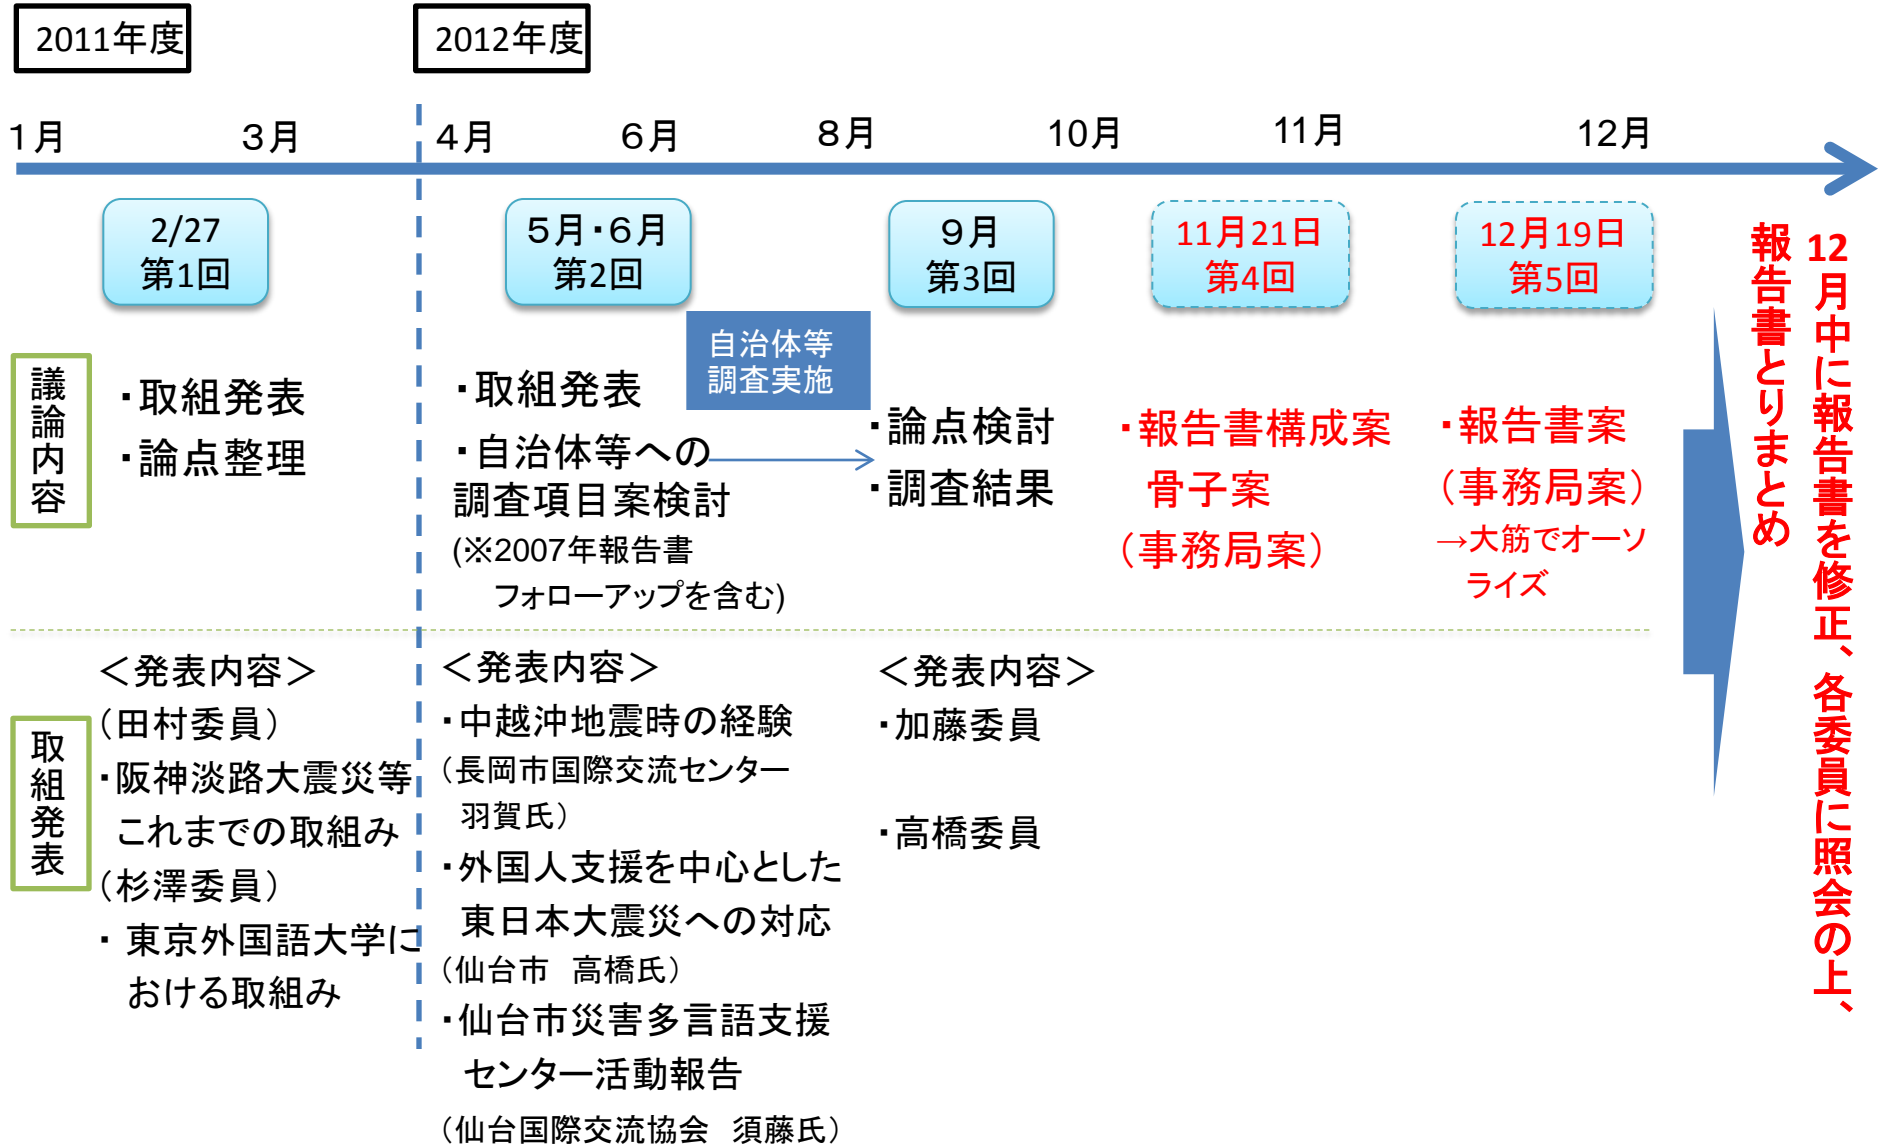 2011年度
2012年度
1月
3月
4月
6月
8月
10月
11月
12月
2/27
第1回
5月・6月
第2回
9月
第3回
11月21日
第4回
12月19日
第5回
自治体等
調査実施
議論内容
・取組発表
・論点整理
・取組発表
・自治体等への
調査項目案検討
(※2007年報告書
フォローアップを含む)
・論点検討
・調査結果
・報告書構成案
骨子案
（事務局案）
・報告書案
（事務局案）
→大筋でオーソ
ライズ
12月中に報告書を修正、各委員に照会の上、
報告書とりまとめ
取組発表
＜発表内容＞
（田村委員）
・阪神淡路大震災等
これまでの取組み
（杉澤委員）
・ 東京外国語大学に
おける取組み
＜発表内容＞
・中越沖地震時の経験
（長岡市国際交流センター
羽賀氏）
・外国人支援を中心とした
東日本大震災への対応
（仙台市　高橋氏）
・仙台市災害多言語支援
センター活動報告
（仙台国際交流協会　須藤氏）
＜発表内容＞
・加藤委員
・高橋委員